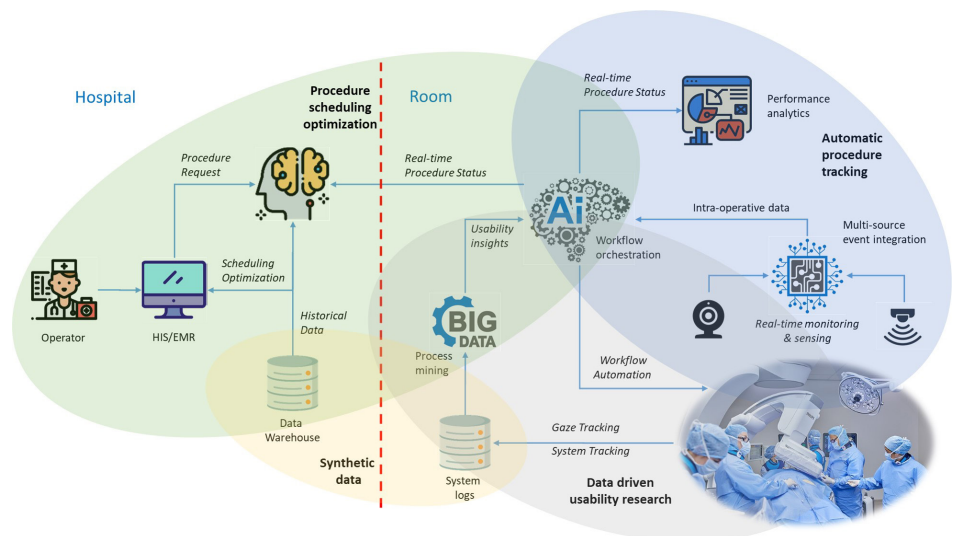 Hospital
Procedure
scheduling
optimization
Room
Real-time
Procedure Status
Performance
analytics
Automatic
procedure
tracking
Procedure
Request
Real-time
Procedure Status
Ai
Usability
insights
Workflow
orchestration
Intra-operative data
Multi-source
event integration
Scheduling
Optimization
Operator
HIS/EMR
Historical
Data
BIG
DATA
Process
mining
Real-time monitoring
& sensing
Workflow
Automation
Data
Warehouse
Gaze Tracking
System Tracking
Synthetic
data
System
logs
Data driven
usability research